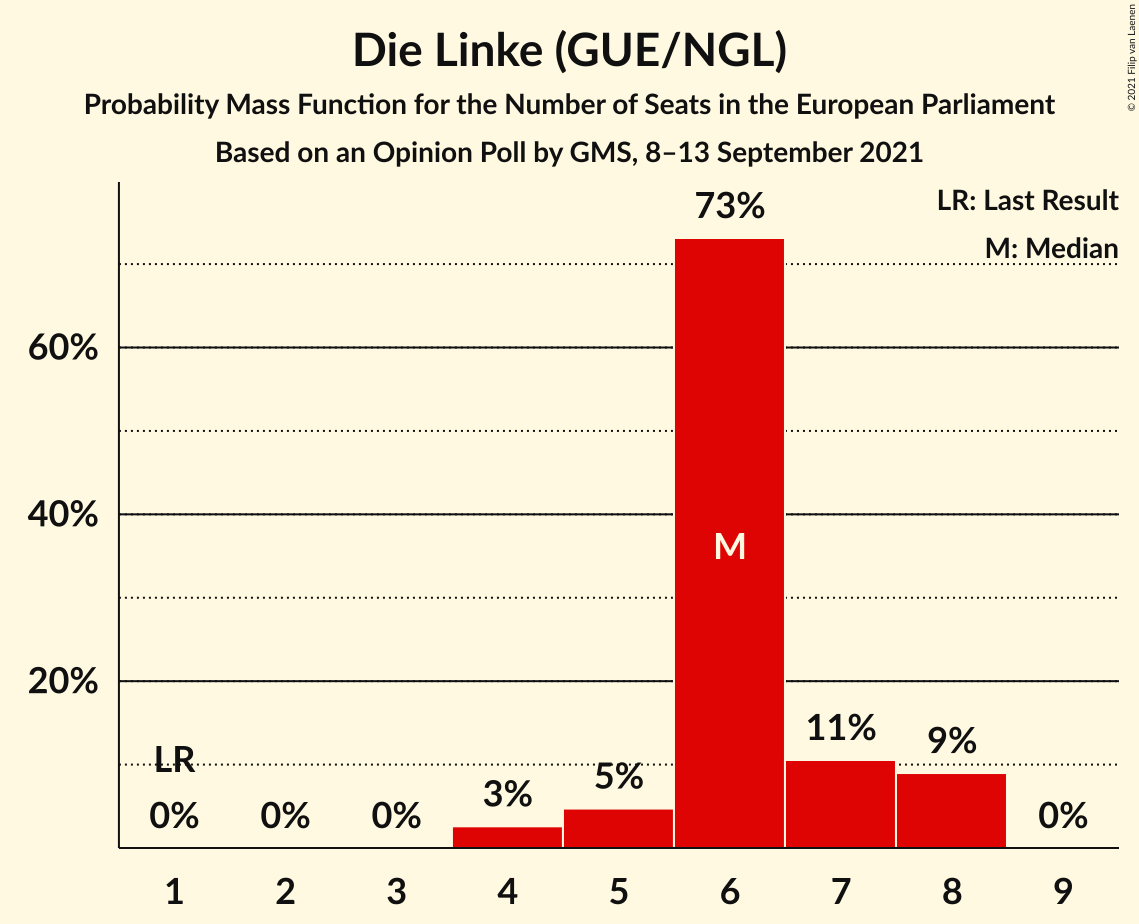 Die Linke (GUE/NGL)
Probability Mass Function for the Number of Seats in the European Parliament
Based on an Opinion Poll by GMS, 8–13 September 2021
© 2021 Filip van Laenen
LR: Last Result
M: Median
73%
60%
40%
M
20%
11%
9%
LR
5%
3%
0%
0%
0%
0%
1 2 3 4 5 6 7 8 9